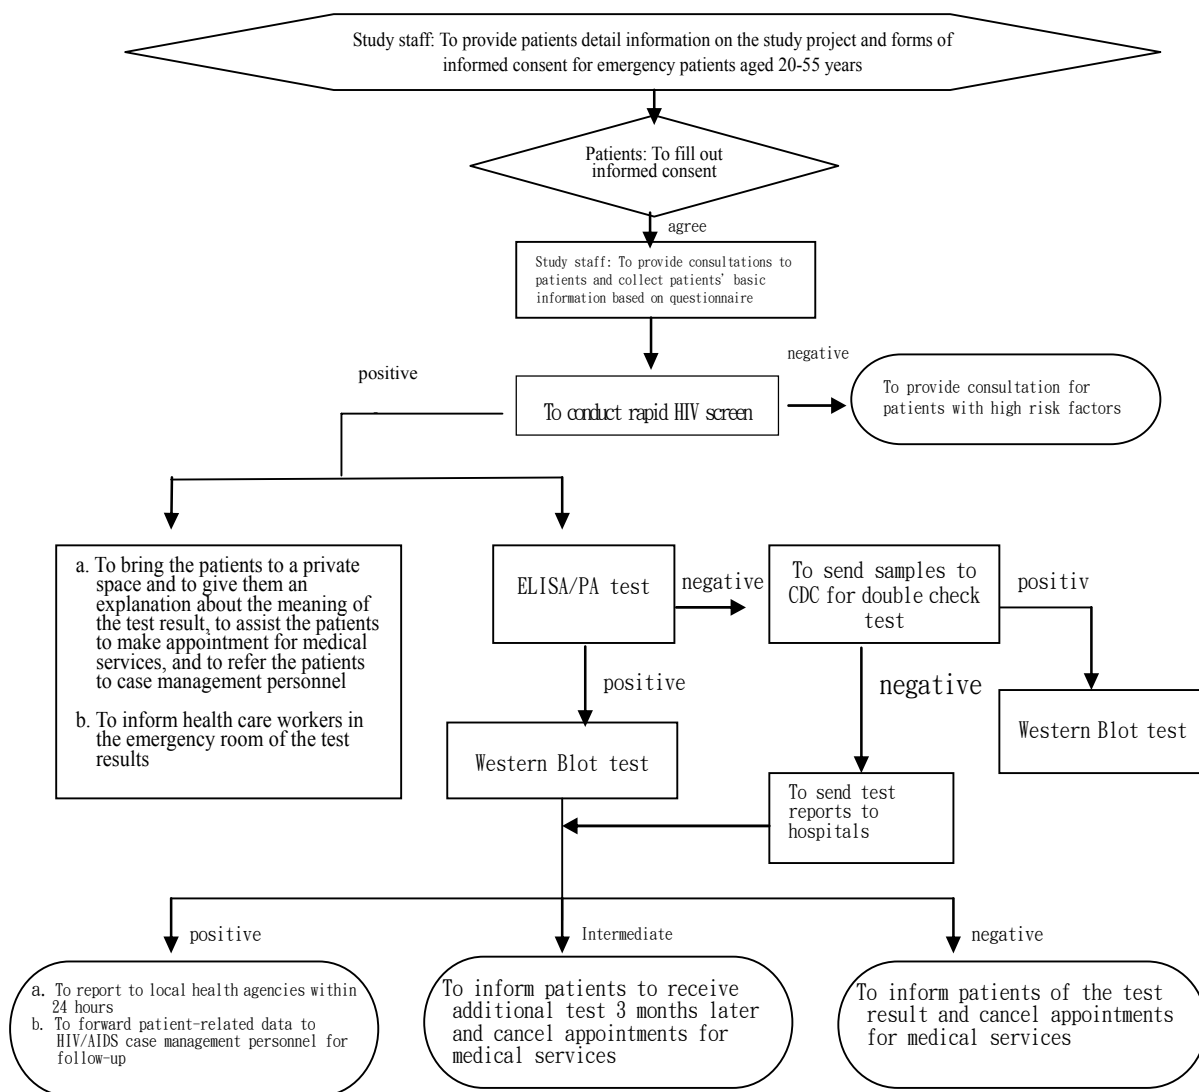 Study staff: To provide patients detail information on the study project and forms of
informed consent for emergency patients aged 20-55 years
Patients: To fill out
informed consent
agree
Study staff: To provide consultations to
patients and collect patients' basic
information based on questionnaire
negative
positive
To provide consultation for
patients with high risk factors
To conduct rapid HIV screen
a. To bring the patients to a private
space and to give them an
explanation about the meaning of
the test result, to assist the patients
to make appointment for medical
services, and to refer the patients
to case management personnel
b. To inform health care workers in
the emergency room of the test
results
ELISA/PA test
negative
To send samples to
CDC for double check
test
positiv
positive
negative
Western Blot test
Western Blot test
To send test
reports to
hospitals
positive
Intermediate
negative
a. To report to local health agencies within
24 hours
b. To forward patient-related data to
HIV/AIDS case management personnel for
follow-up
To inform patients to receive
additional test 3 months later
and cancel appointments for
medical services
To inform patients of the test
result and cancel appointments
for medical services